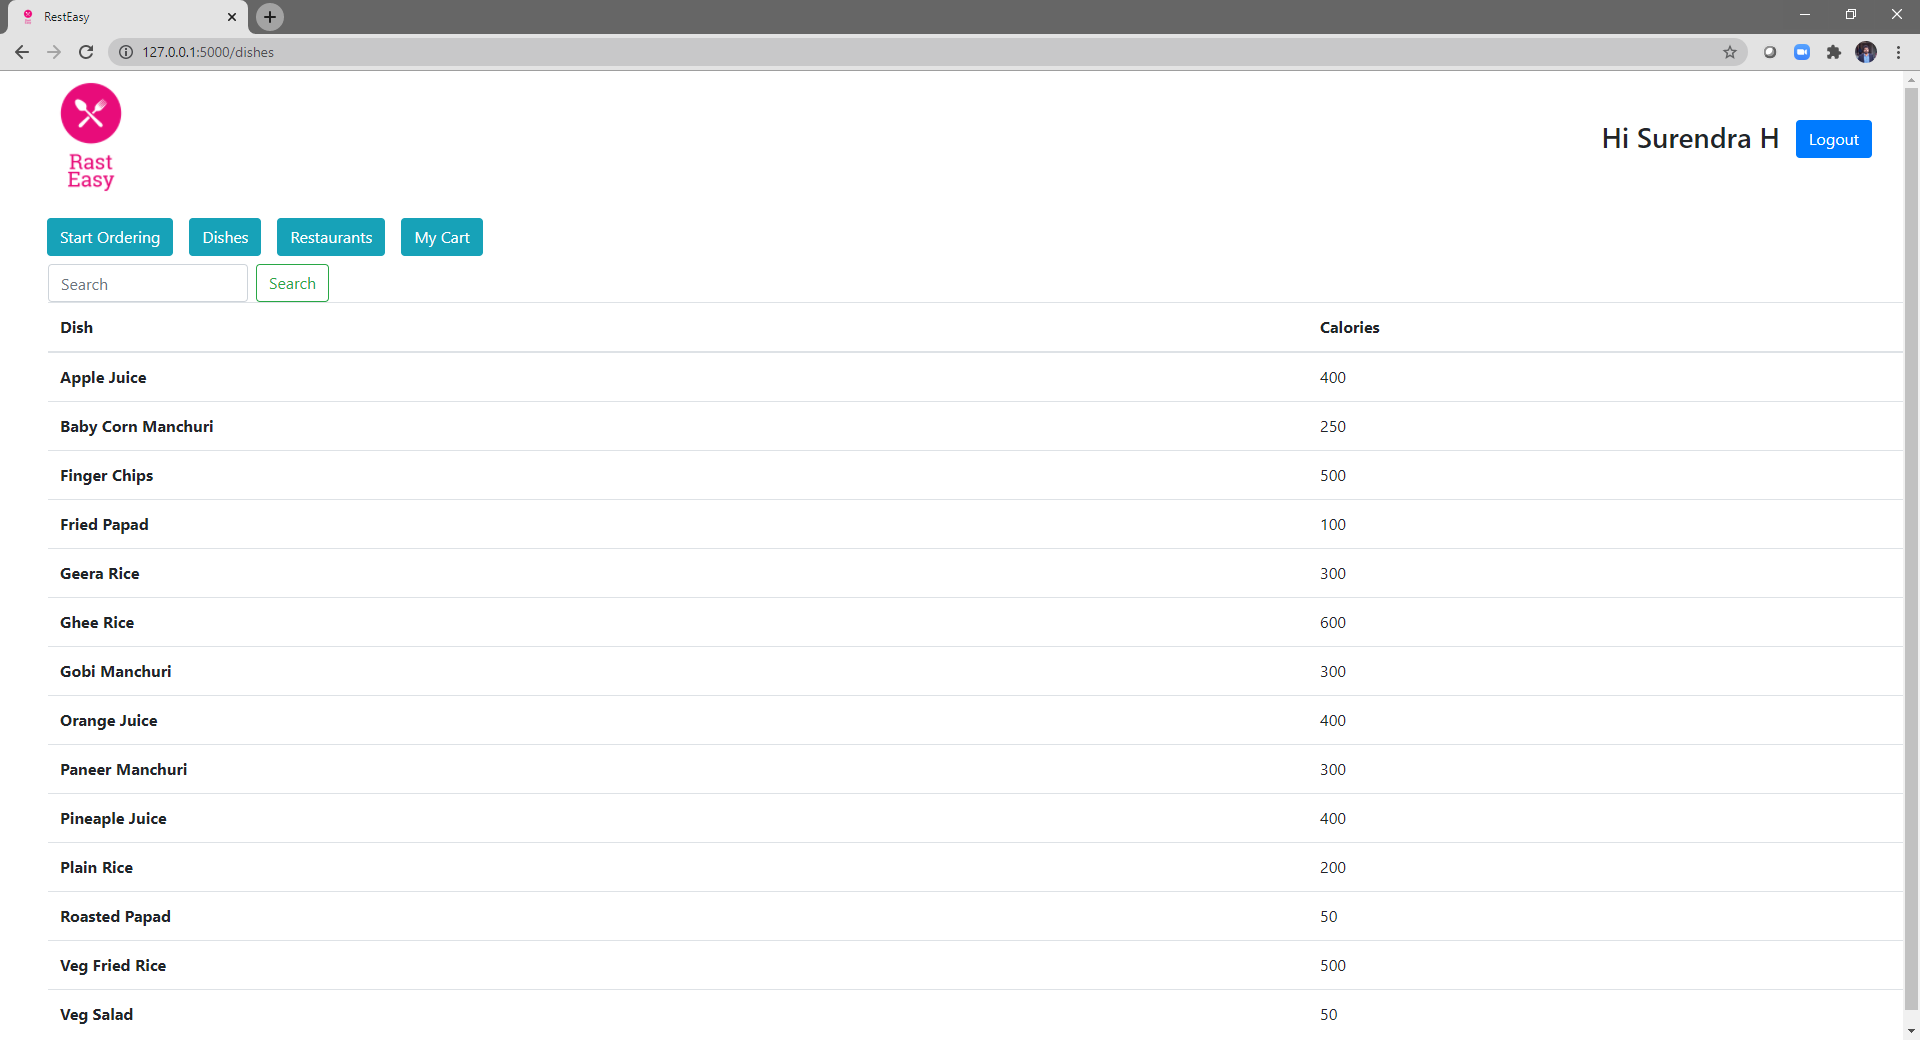 RestEasy
127.0.0.1:5000/dishes
Rast
Easy
Hi Surendra H Logout
Start Ordering Dishes Restaurants My Cart
Search Search
Dish Calories
Apple Juice 400
Baby Corn Manchuri 250
Finger Chips 500
Fried Papad 100
Geera Rice 300
Ghee Rice 600
Gobi Manchuri 300
Orange Juice 400
Paneer Manchuri 300
Pineaple Juice 400
Plain Rice 200
Roasted Papad 50
Veg Fried Rice 500
Veg Salad 50